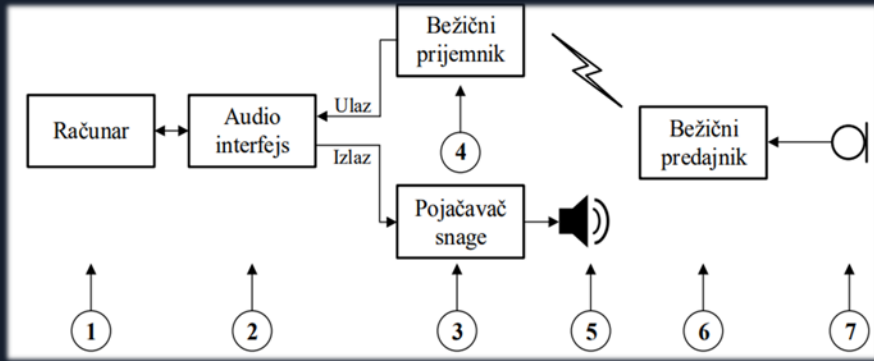 Bežični
prijemnik
Računar
Audio
interfejs
Ulaz
Izlaz
4
Bežični
predajnik
Pojačavač
snage
1
2
3
5
6
7